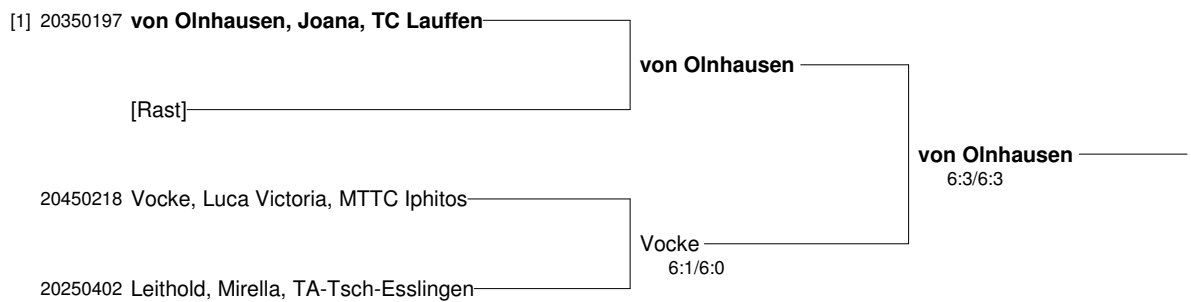 [1] 20350197 von Olnhausen, Joana, TC Lauffen
von Olnhausen
[Rast]
von Olnhausen
6:3/6:3
20450218 Vocke, Luca Victoria, MTTC Iphitos
Vocke
6:1/6:0
20250402 Leithold, Mirella, TA-Tsch-Esslingen